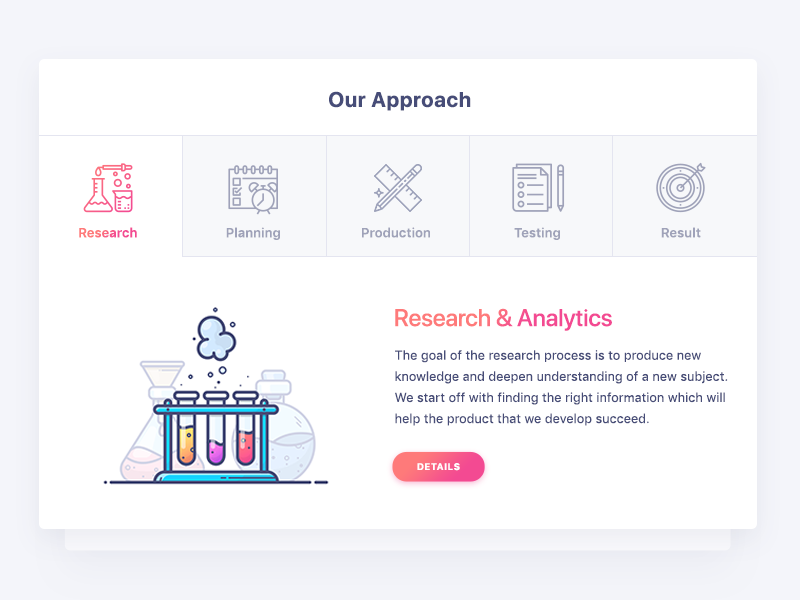 Our Approach
Research
Planning
Production
Testing
Result
Research & Analytics
The goal of the research process is to produce new
knowledge and deepen understanding of a new subject.
We start off with finding the right information which will
help the product that we develop succeed.
DETAILS